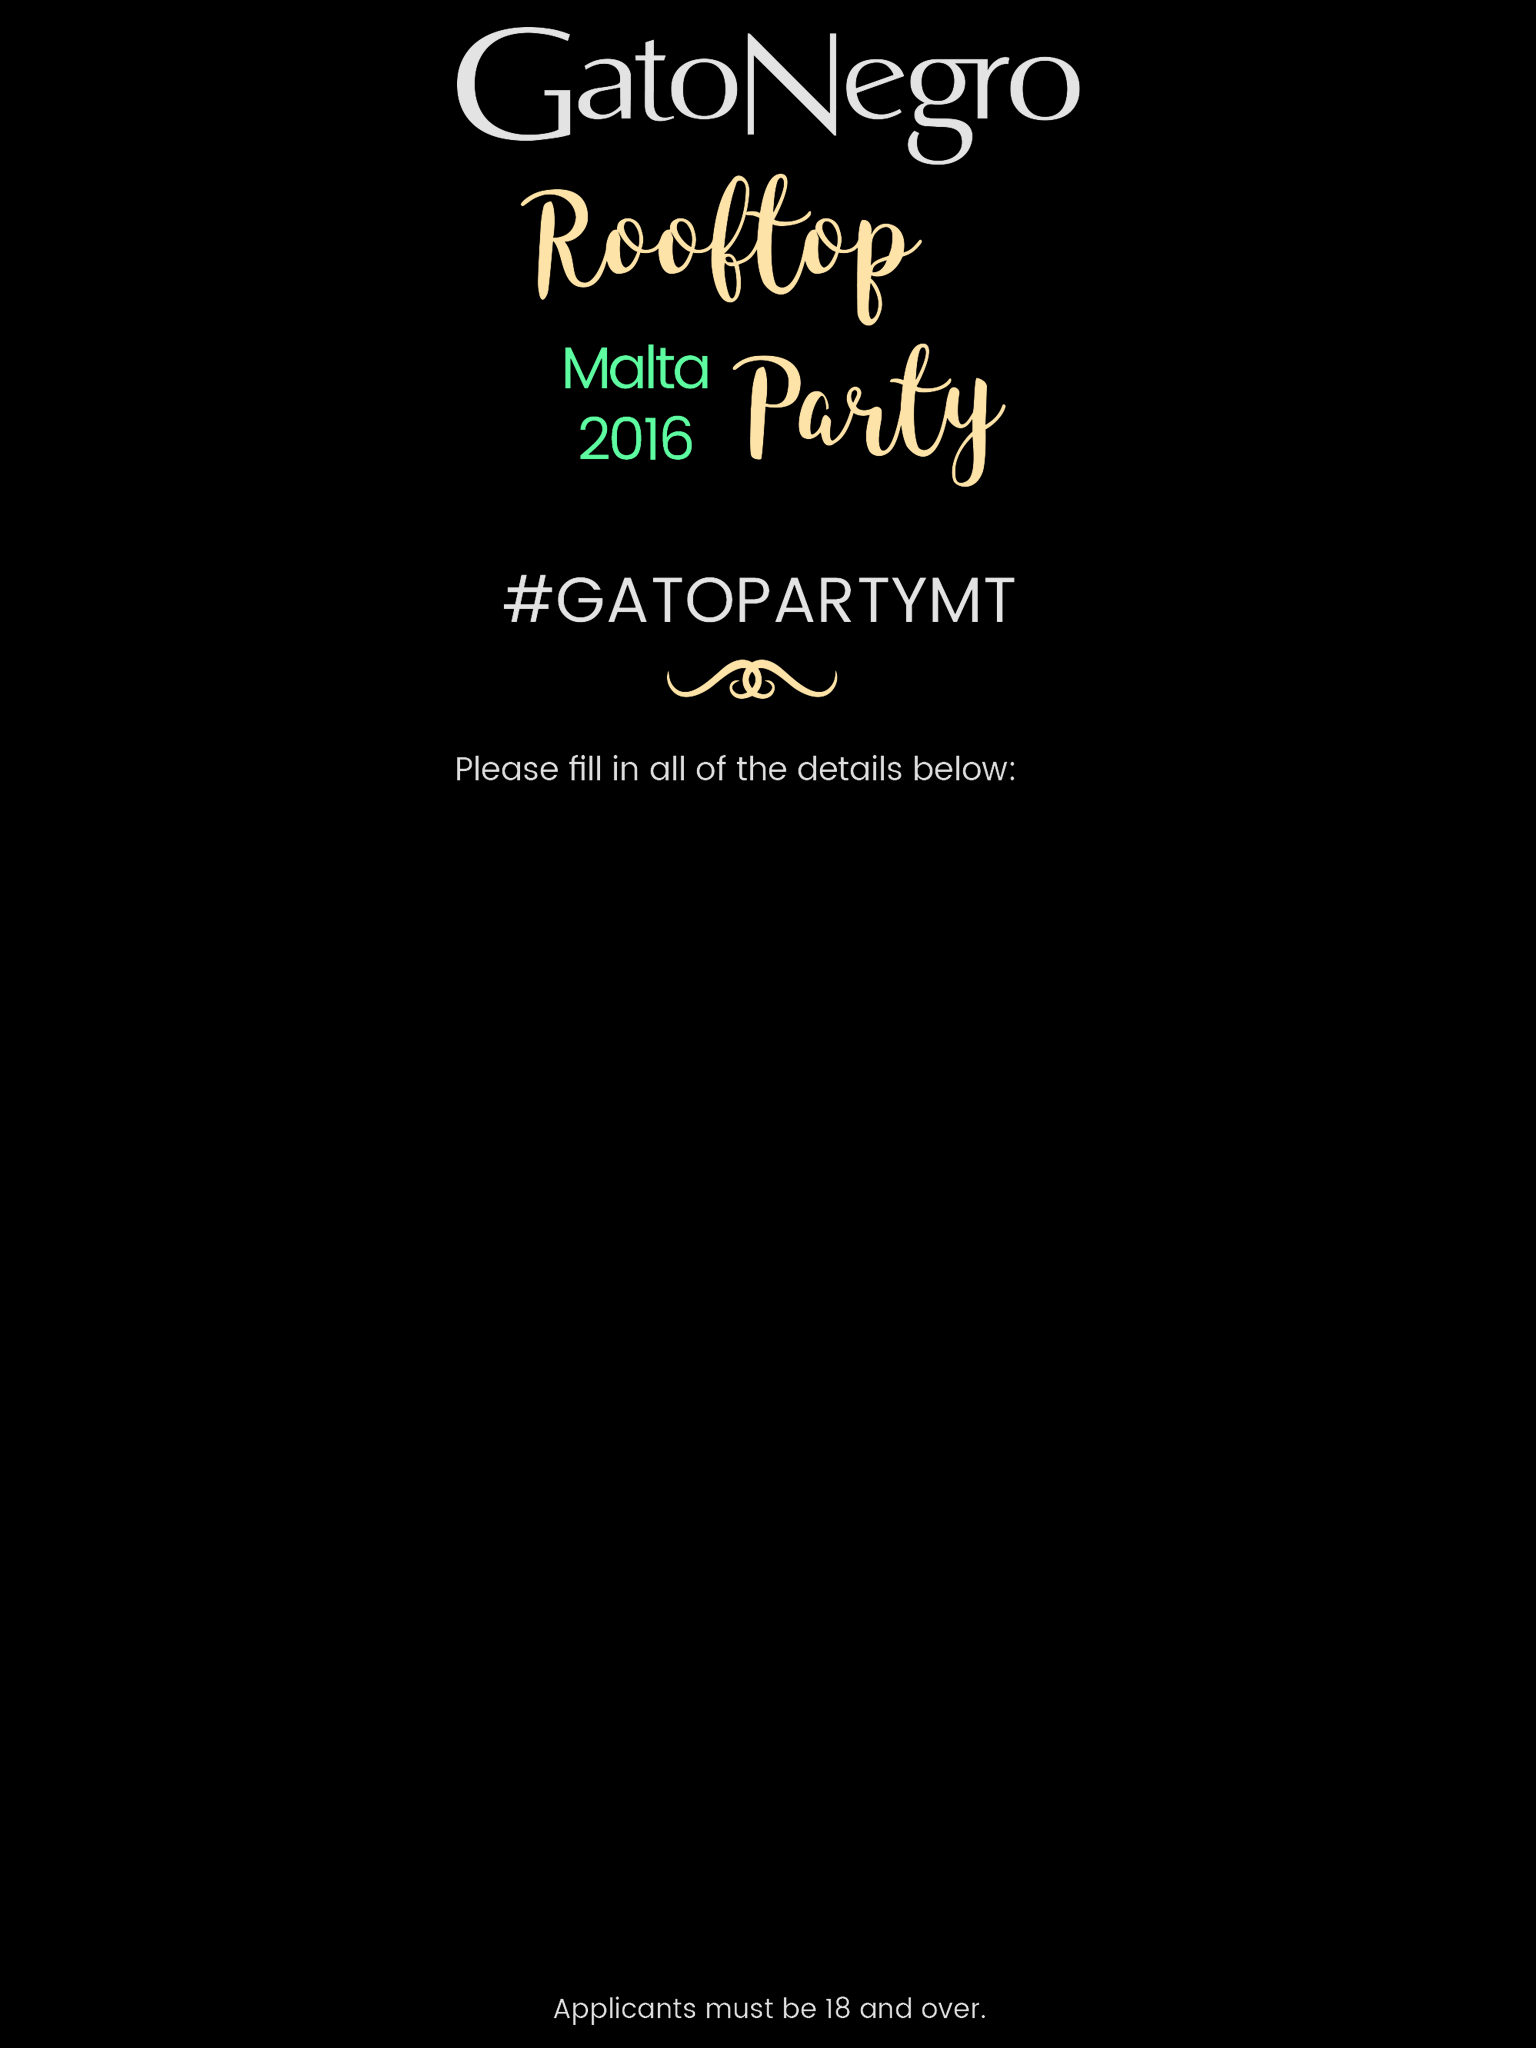 GatoNegro
Rooftop
Malta
2016
Party
#GATOPARTYMT
Please fill in all of the details below:
Applicants must be 18 and over.